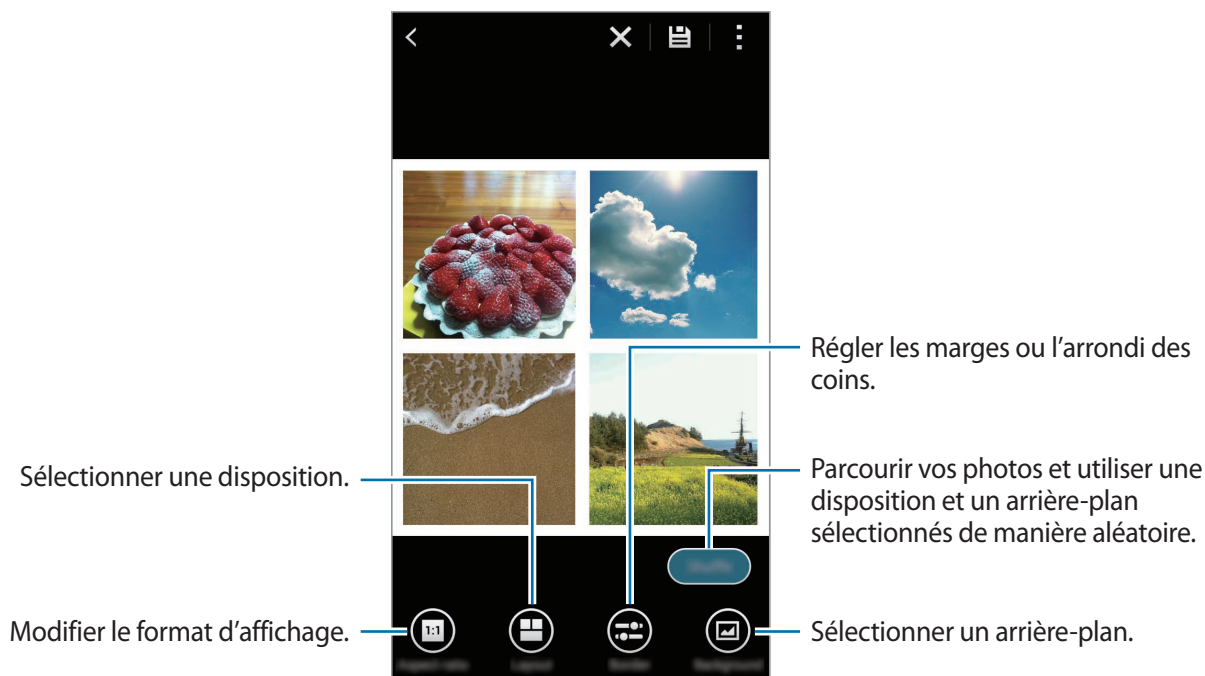 Régler les marges ou l'arrondi des
coins.
Sélectionner une disposition.
Parcourir vos photos et utiliser une
disposition et un arrière-plan
sélectionnés de manière aléatoire.
Modifier le format d'affichage.
1:1
Sélectionner un arrière-plan.